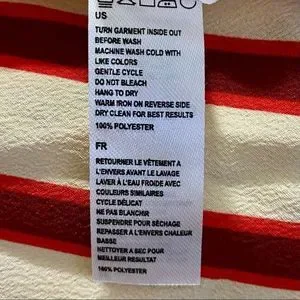 US
TURN GARMENT INSIDE OUT
BEFORE WASH
MACHINE WASH COLD WITH
LIKE COLORS
GENTLE CYCLE
DO NOT BLEACH
HANG TO DRY
WARM IRON ON REVERSE SIDE
DRY CLEAN FOR BEST RESULTS
100% POLYESTER
FR
RETOURNER LE VÊTEMENT A
L'ENVERS AVANT LE LAVAGE
LAVER À L'EAU FROIDE AVEC
COULEURS SIMILAIRES
CYCLE DÉLICAT
NE PAS BLANCHIR
SUSPENDRE POUR SÉCHAGE
REPASSER A L'ENVERS CHALEUR
BASSE
NETTOYER A SEC POUR
MEILLEUR RESULTAT
100% POLYESTER